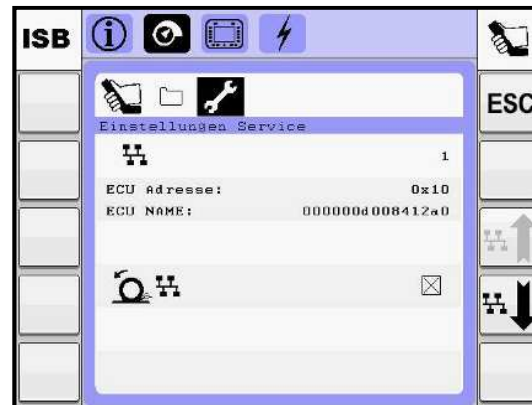 ISB
Einstellungen Service
ESC
1
ECU Adresse: 0x10
ECU NAME: 000000d008412a0